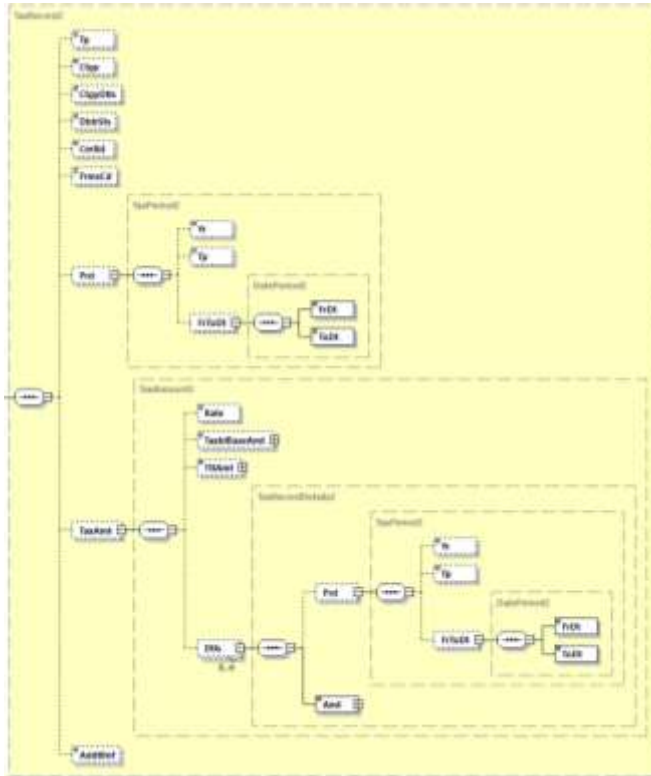 TaxRecord2
Tp
Ctgy
CtgyDtls
DbtrSts
CertId
FrmsCd
TaxPeriod2
Yr
Prd
Tp
DatePeriod2
FrDt
FrToDt
ToDt
TaxAmount2
Rate
TaxblBaseAmt
TtlAmt
TaxRecordDetails2
TaxPeriod2
TaxAmt
Yr
Tp
Prd
DatePeriod2
FrDt
FrToDt
Dtls
ToDt
Amt
AddtlInf